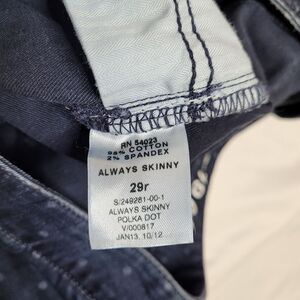 RN 54023
98% COTTON
2% SPANDEX
ALWAYS SKINNY
29r
S/249281-00-1
ALWAYS SKINNY
POLKA DOT
V/000817
JAN13, 10/12